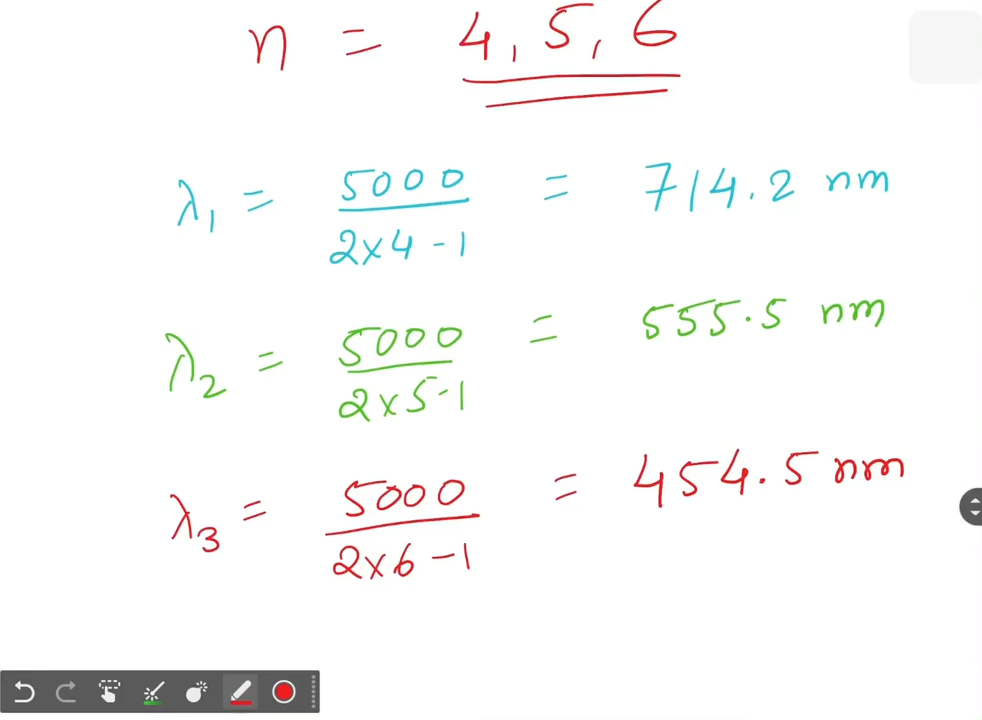 n = 4, 5, 6
λ1 = 5000 / 2×4-1 = 714.2 nm
λ2 = 5000 / 2×5-1 = 555.5 nm
λ3 = 5000 / 2×6-1 = 454.5 nm